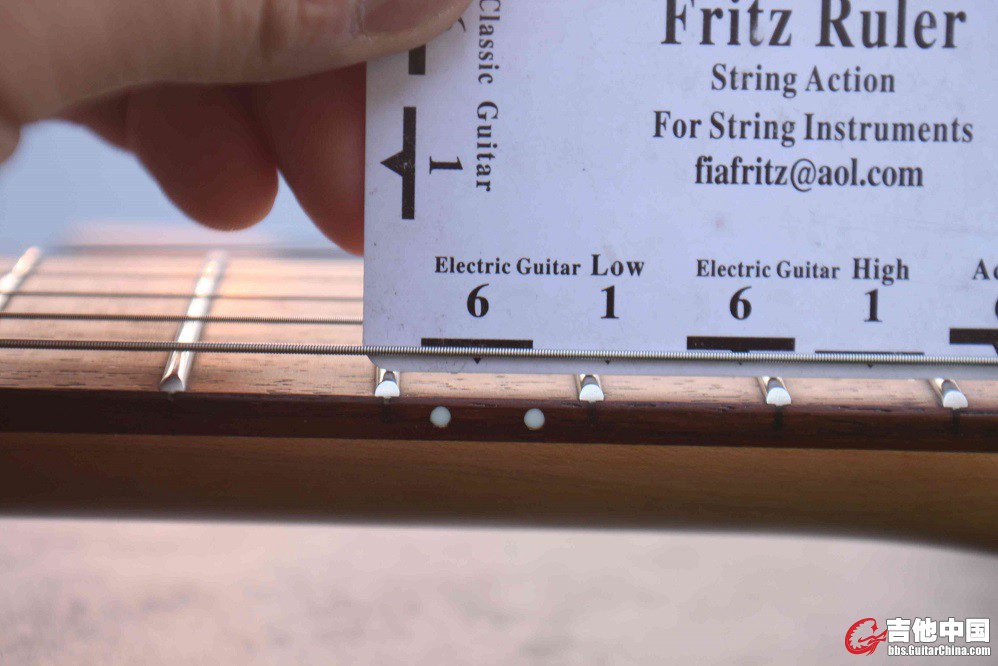 Classic Guitar
1
Fritz Ruler
String Action
For String Instruments
fiafritz@aol.com
Electric Guitar Low
6 1
Electric Guitar High
6 1
吉他中国
bbs.GuitarChina.com